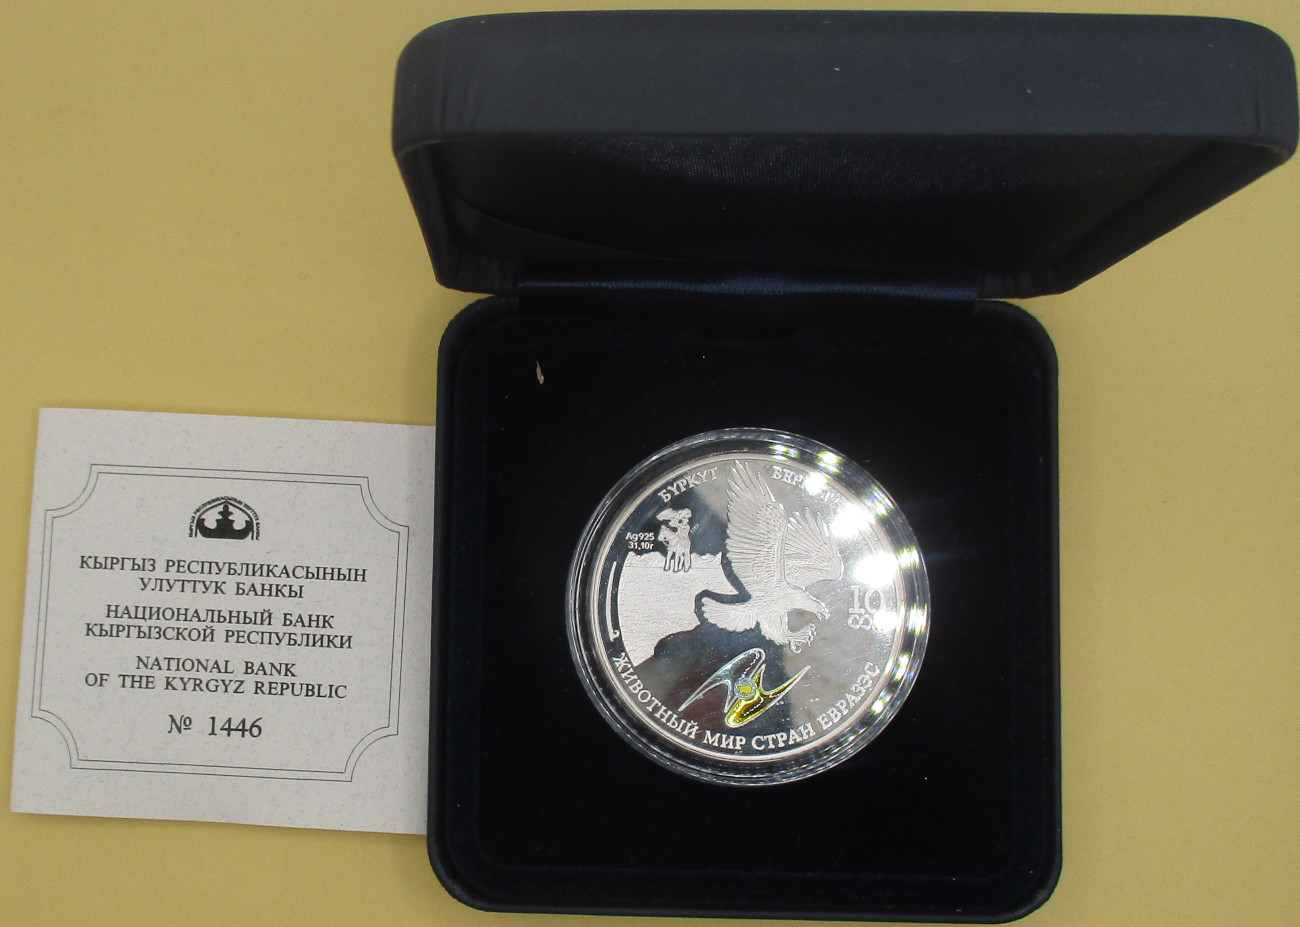 КЫРГЫЗ РЕСПУБЛИКАСЫНЫН
УЛУТТУК БАНКЫ
НАЦИОНАЛЬНЫЙ БАНК
КЫРГЫЗСКОЙ РЕСПУБЛИКИ
NATIONAL BANK
OF THE KYRGYZ REPUBLIC
№ 1446
БҮРКҮТ
Ag925
31,10г
10
ЖИВОТНЫЙ МИР СТРАН ЕВРАЗЭС